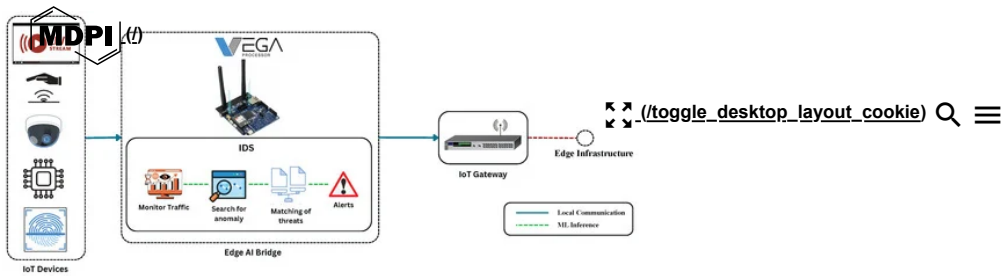 MDPI (/)
STREAM
VEGA
PROCESSOR
(/toggle_desktop_layout_cookie)
IDS
Monitor Traffic
Search for
anomaly
Matching of
threats
Alerts
Edge AI Bridge
IoT Devices
IoT Gateway
Edge Infrastructure
Local Communication
ML Inference